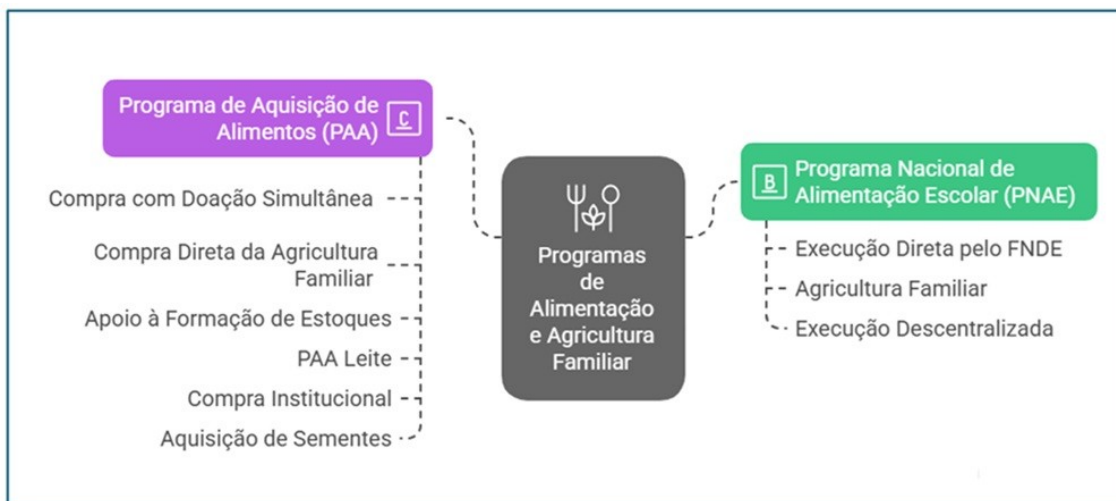 Programa de Aquisição de
Alimentos (PAA)
C
Compra com Doação Simultânea
Compra Direta da Agricultura
Familiar
Apoio à Formação de Estoques
PAA Leite
Compra Institucional
Aquisição de Sementes
Programas
de
Alimentação
e Agricultura
Familiar
B
Programa Nacional de
Alimentação Escolar (PNAE)
Execução Direta pelo FNDE
Agricultura Familiar
Execução Descentralizada